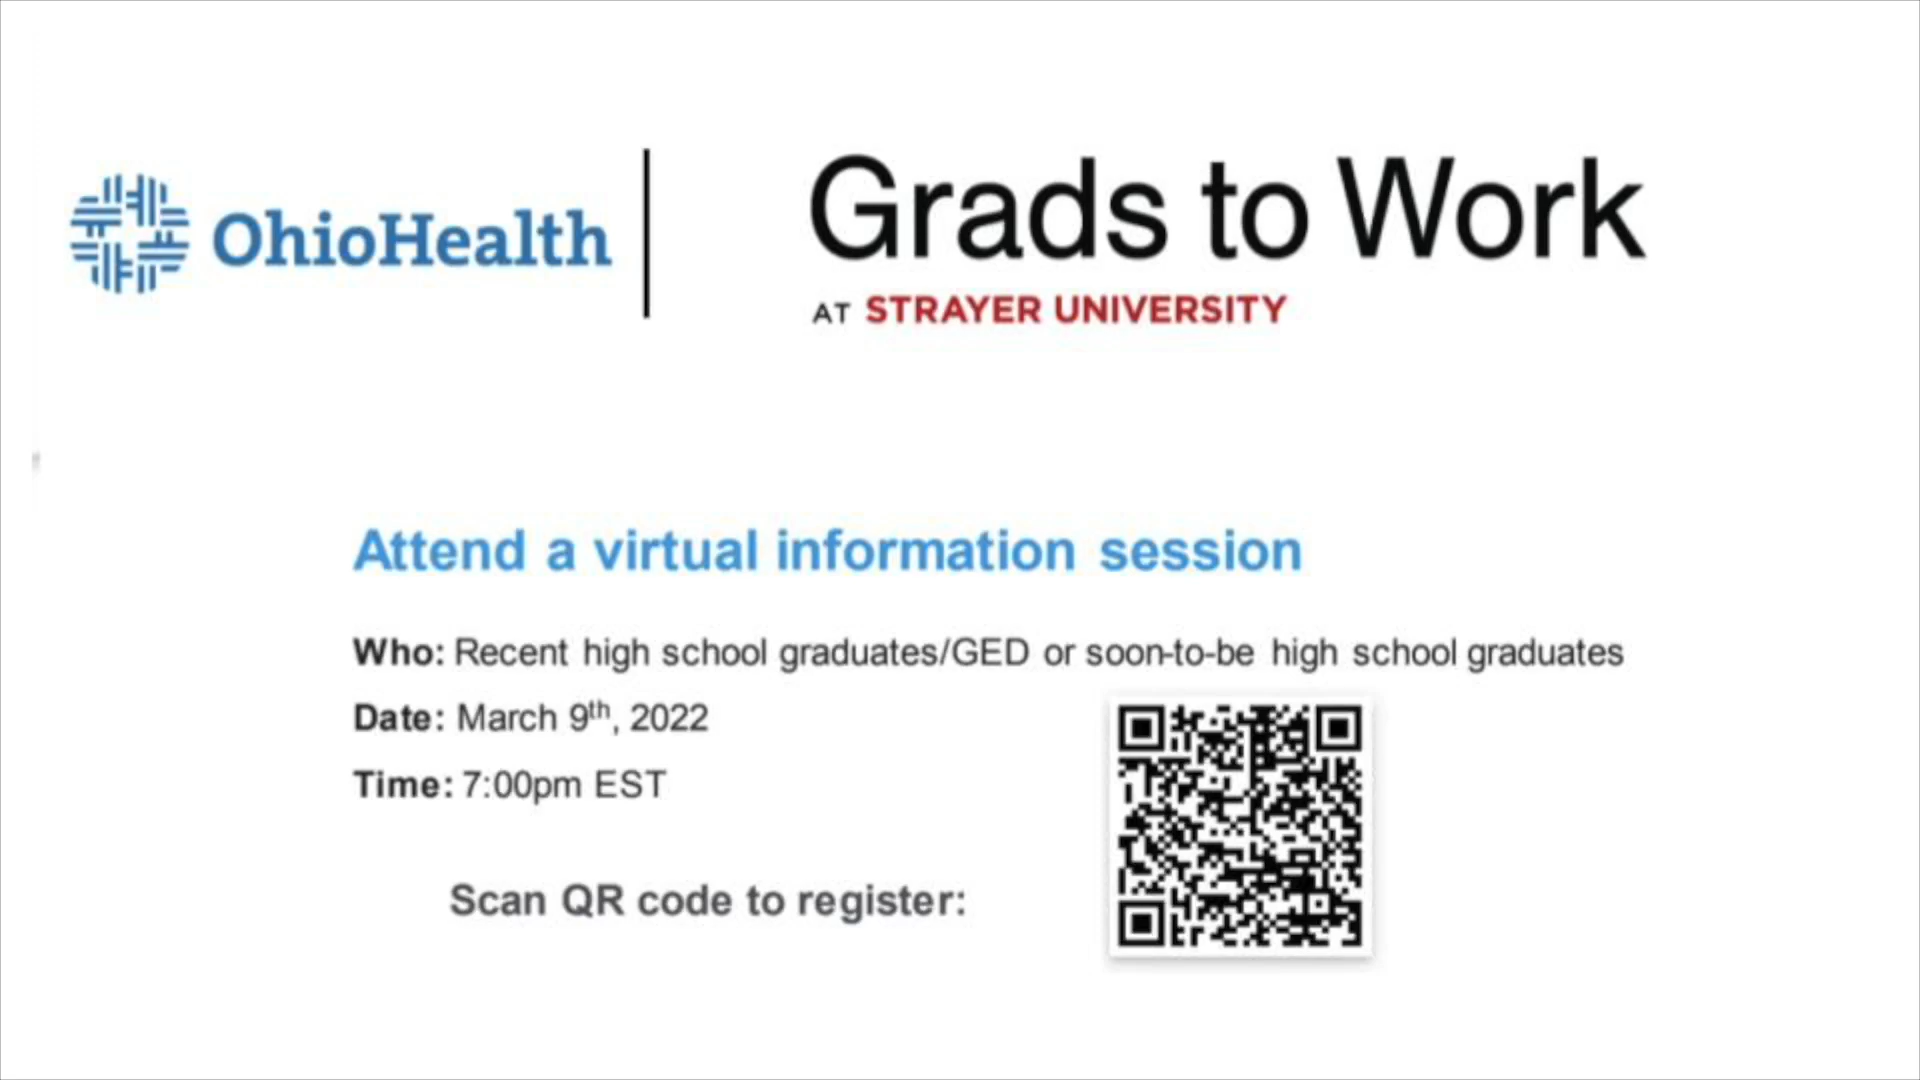 OhioHealth
Grads to Work
AT STRAYER UNIVERSITY
Attend a virtual information session
Who: Recent high school graduates/GED or soon-to-be high school graduates
Date: March 9th, 2022
Time: 7:00pm EST
Scan QR code to register: